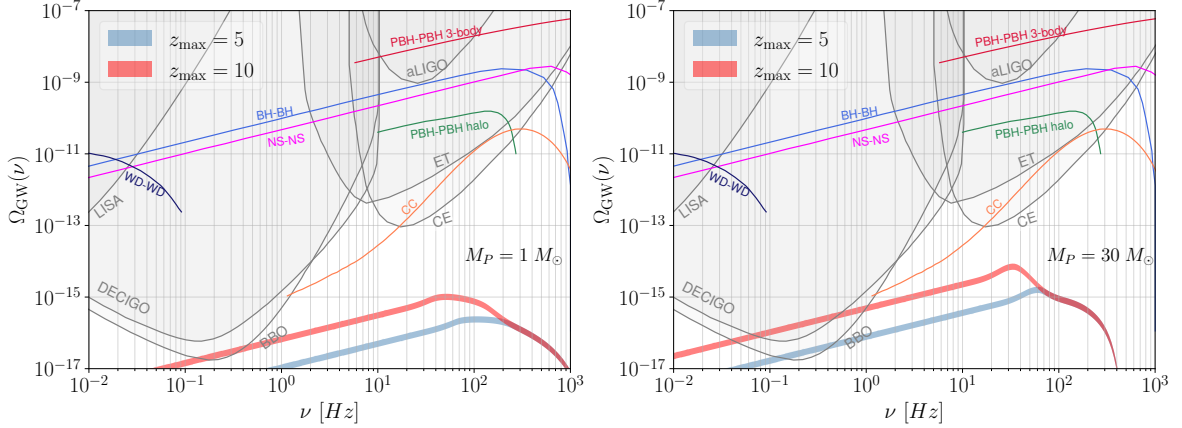 z_max = 5
z_max = 10
PBH-PBH 3-body
aLIGO
BH-BH
NS-NS
PBH-PBH halo
WD-WD
LISA
ET
CC
CE
M_P = 1 M_⊙
DECIGO
BBO
10^−7
10^−9
10^−11
10^−13
10^−15
10^−17
Ω_GW(ν)
10^−2
10^−1
10^0
10^1
10^2
10^3
ν [Hz]
z_max = 5
z_max = 10
PBH-PBH 3-body
aLIGO
BH-BH
NS-NS
PBH-PBH halo
WD-WD
LISA
ET
CC
CE
M_P = 30 M_⊙
DECIGO
BBO
10^−7
10^−9
10^−11
10^−13
10^−15
10^−17
Ω_GW(ν)
10^−2
10^−1
10^0
10^1
10^2
10^3
ν [Hz]